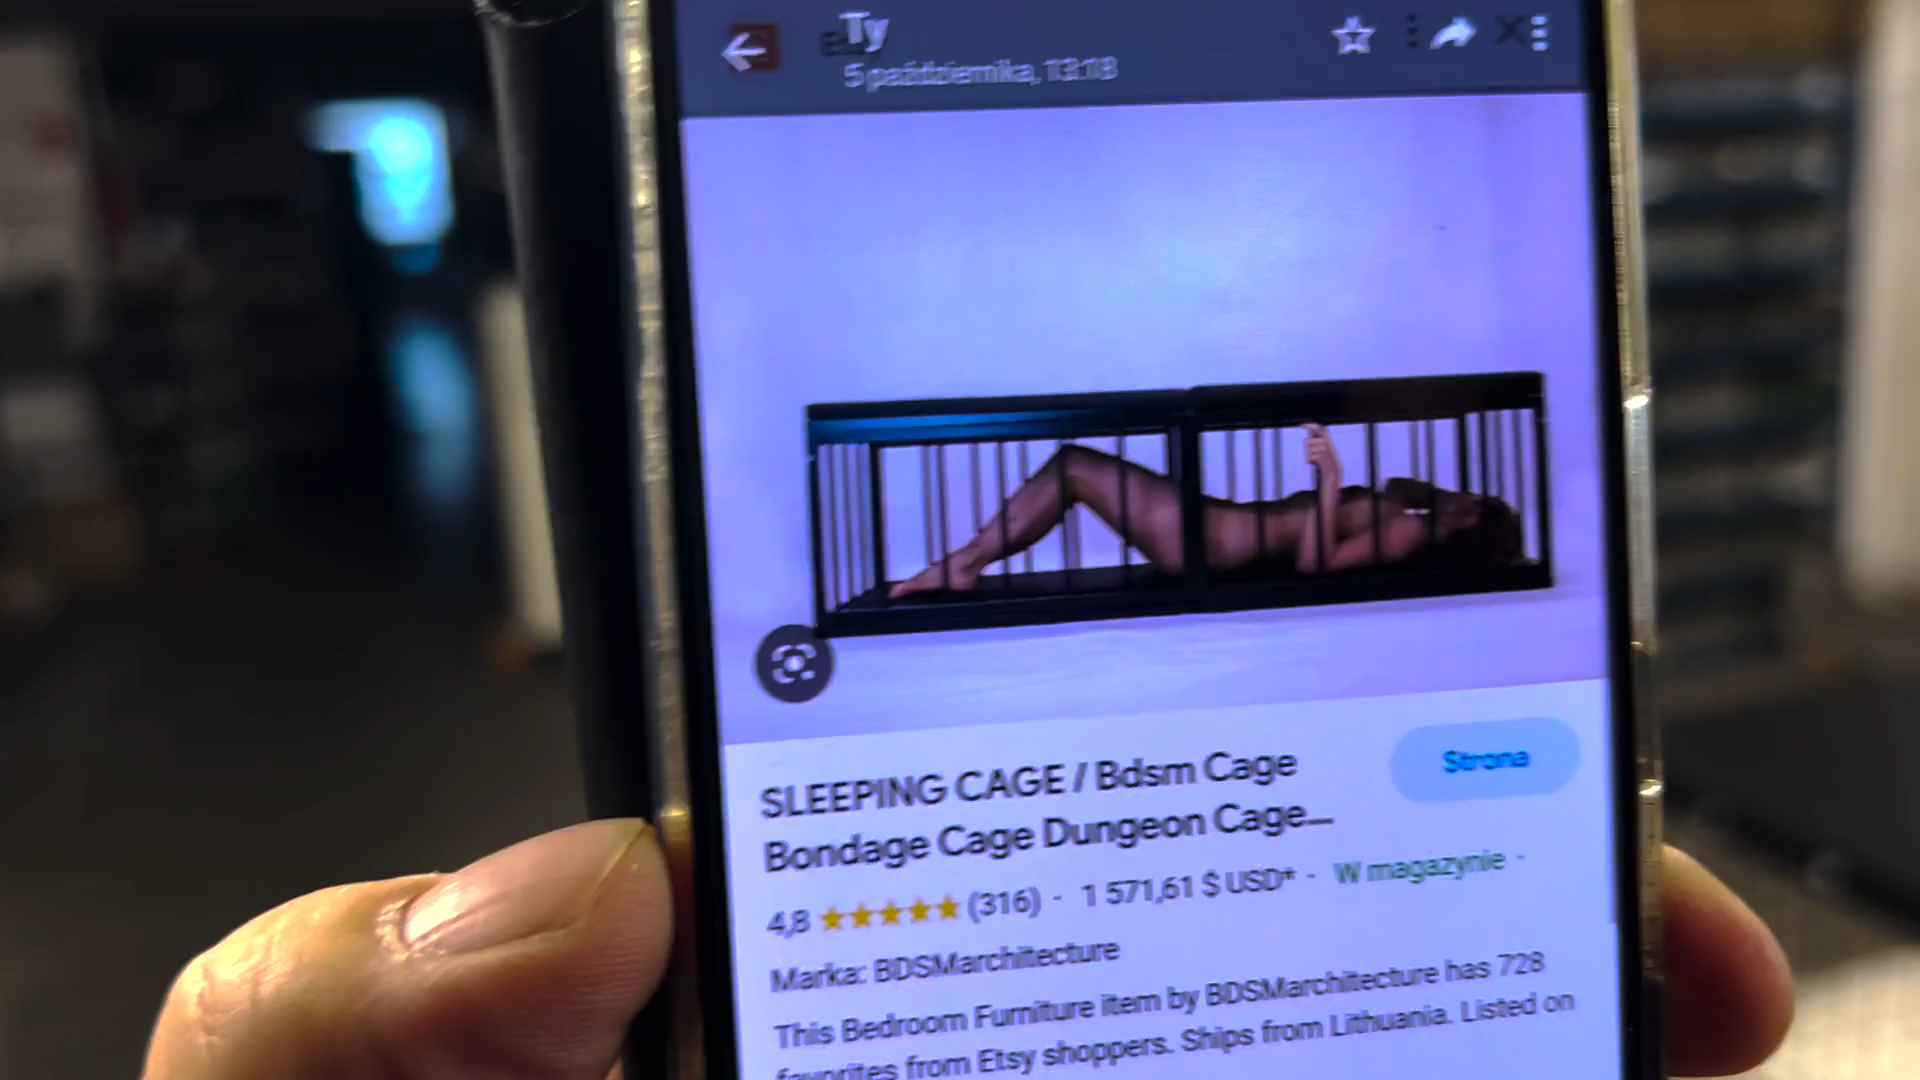 Ty
5 października, 13:18
SLEEPING CAGE / Bdsm Cage
Bondage Cage Dungeon Cage...
Strona
4,8 (316) · 1 571,61 $ USD* · W magazynie ·
Marka: BDSMarchitecture
This Bedroom Furniture item by BDSMarchitecture has 728
favorites from Etsy shoppers. Ships from Lithuania. Listed on